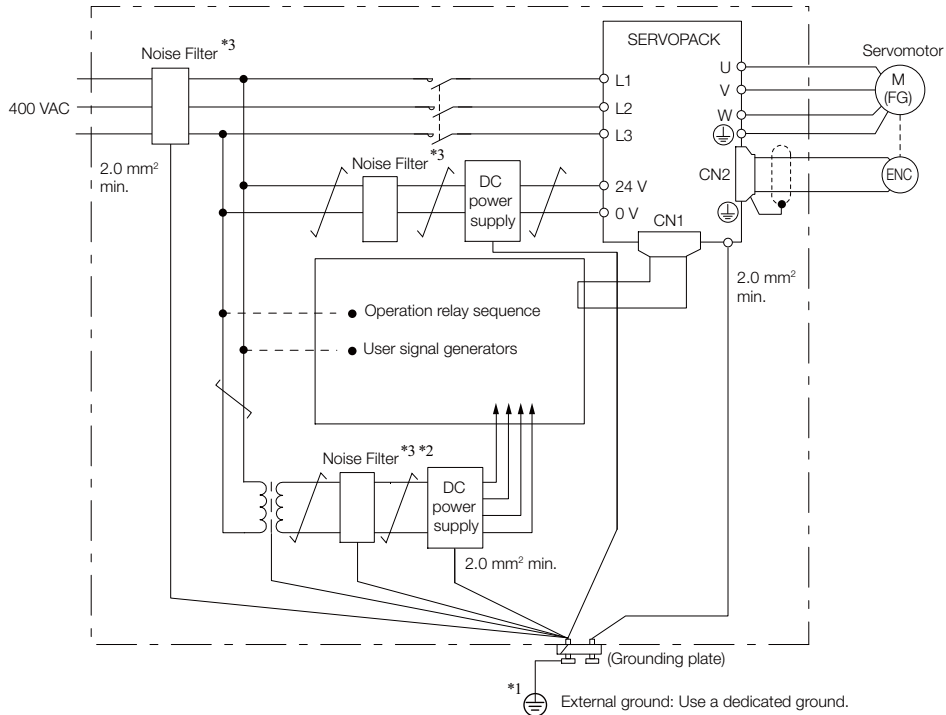 SERVOPACK
Noise Filter *3
Servomotor
U
M
(FG)
L1
V
400 VAC
L2
W
L3
2.0 mm²
min.
Noise Filter *3
DC
power
supply
24 V
0 V
CN2
ENC
CN1
2.0 mm²
min.
Operation relay sequence
User signal generators
Noise Filter *3 *2
DC
power
supply
2.0 mm² min.
(Grounding plate)
*1
External ground: Use a dedicated ground.